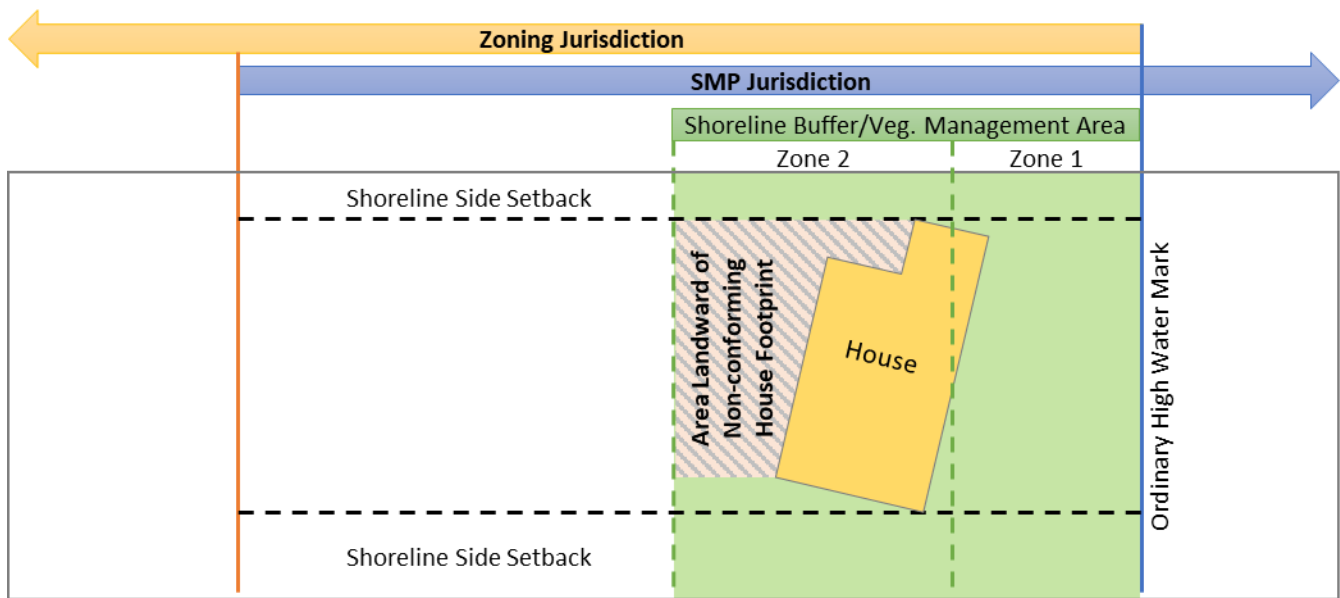 Zoning Jurisdiction
SMP Jurisdiction
Shoreline Buffer/Veg. Management Area
Zone 2
Zone 1
Shoreline Side Setback
Area Landward of
Non-conforming
House Footprint
House
Ordinary High Water Mark
Shoreline Side Setback